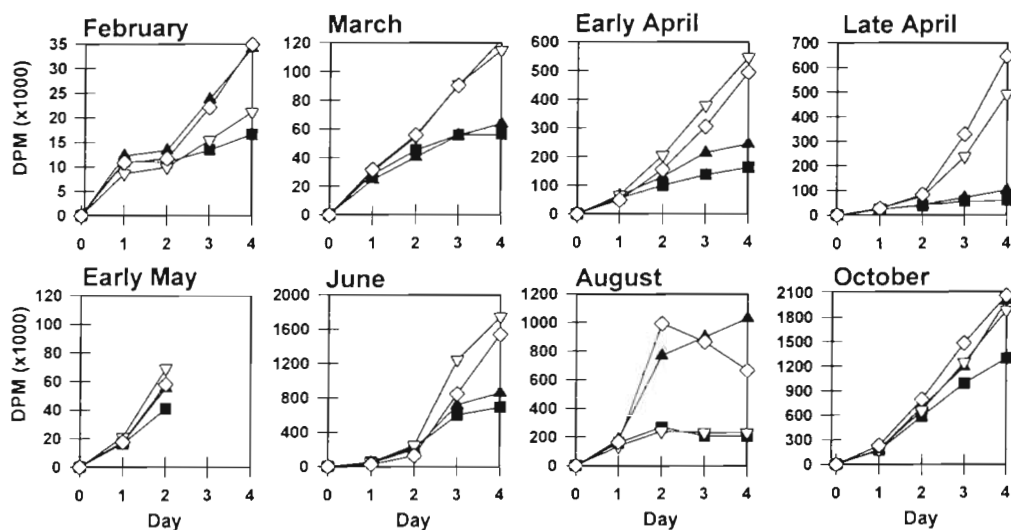 February
March
Early April
Late April
DPM (x1000)
35
30
25
20
15
10
5
0
0 1 2 3 4
120
100
80
60
40
20
0
0 1 2 3 4
600
500
400
300
200
100
0
0 1 2 3 4
700
600
500
400
300
200
100
0
0 1 2 3 4
Early May
June
August
October
DPM (x1000)
120
100
80
60
40
20
0
0 1 2 3 4
Day
2000
1600
1200
800
400
0
0 1 2 3 4
Day
1200
1000
800
600
400
200
0
0 1 2 3 4
Day
2100
1800
1500
1200
900
600
300
0
0 1 2 3 4
Day